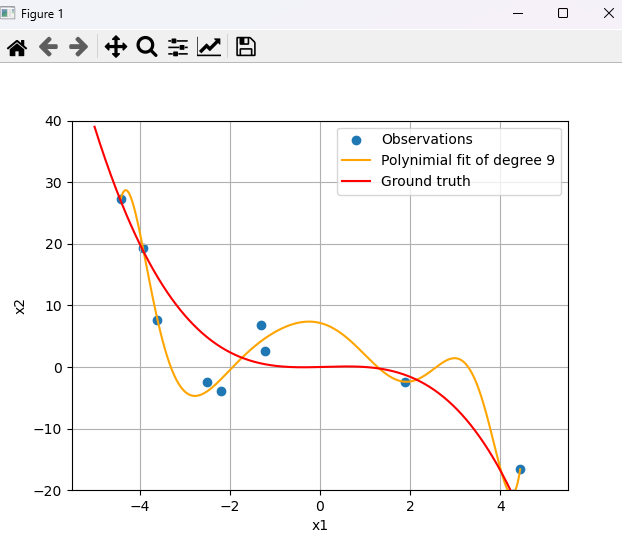 Figure 1
40
30
20
10
0
−10
−20
x2
Observations
Polynimial fit of degree 9
Ground truth
−4
−2
0
2
4
x1